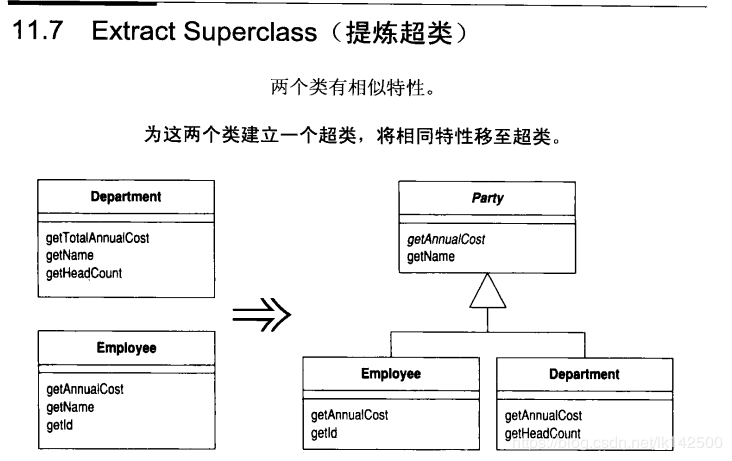 11.7 Extract Superclass（提炼超类）
两个类有相似特性。
为这两个类建立一个超类，将相同特性移至超类。
Department
getTotalAnnualCost
getName
getHeadCount
Employee
getAnnualCost
getName
getId
Party
getAnnualCost
getName
Employee
getAnnualCost
getId
Department
getAnnualCost
getHeadCount
https://blog.csdn.net/lk142500